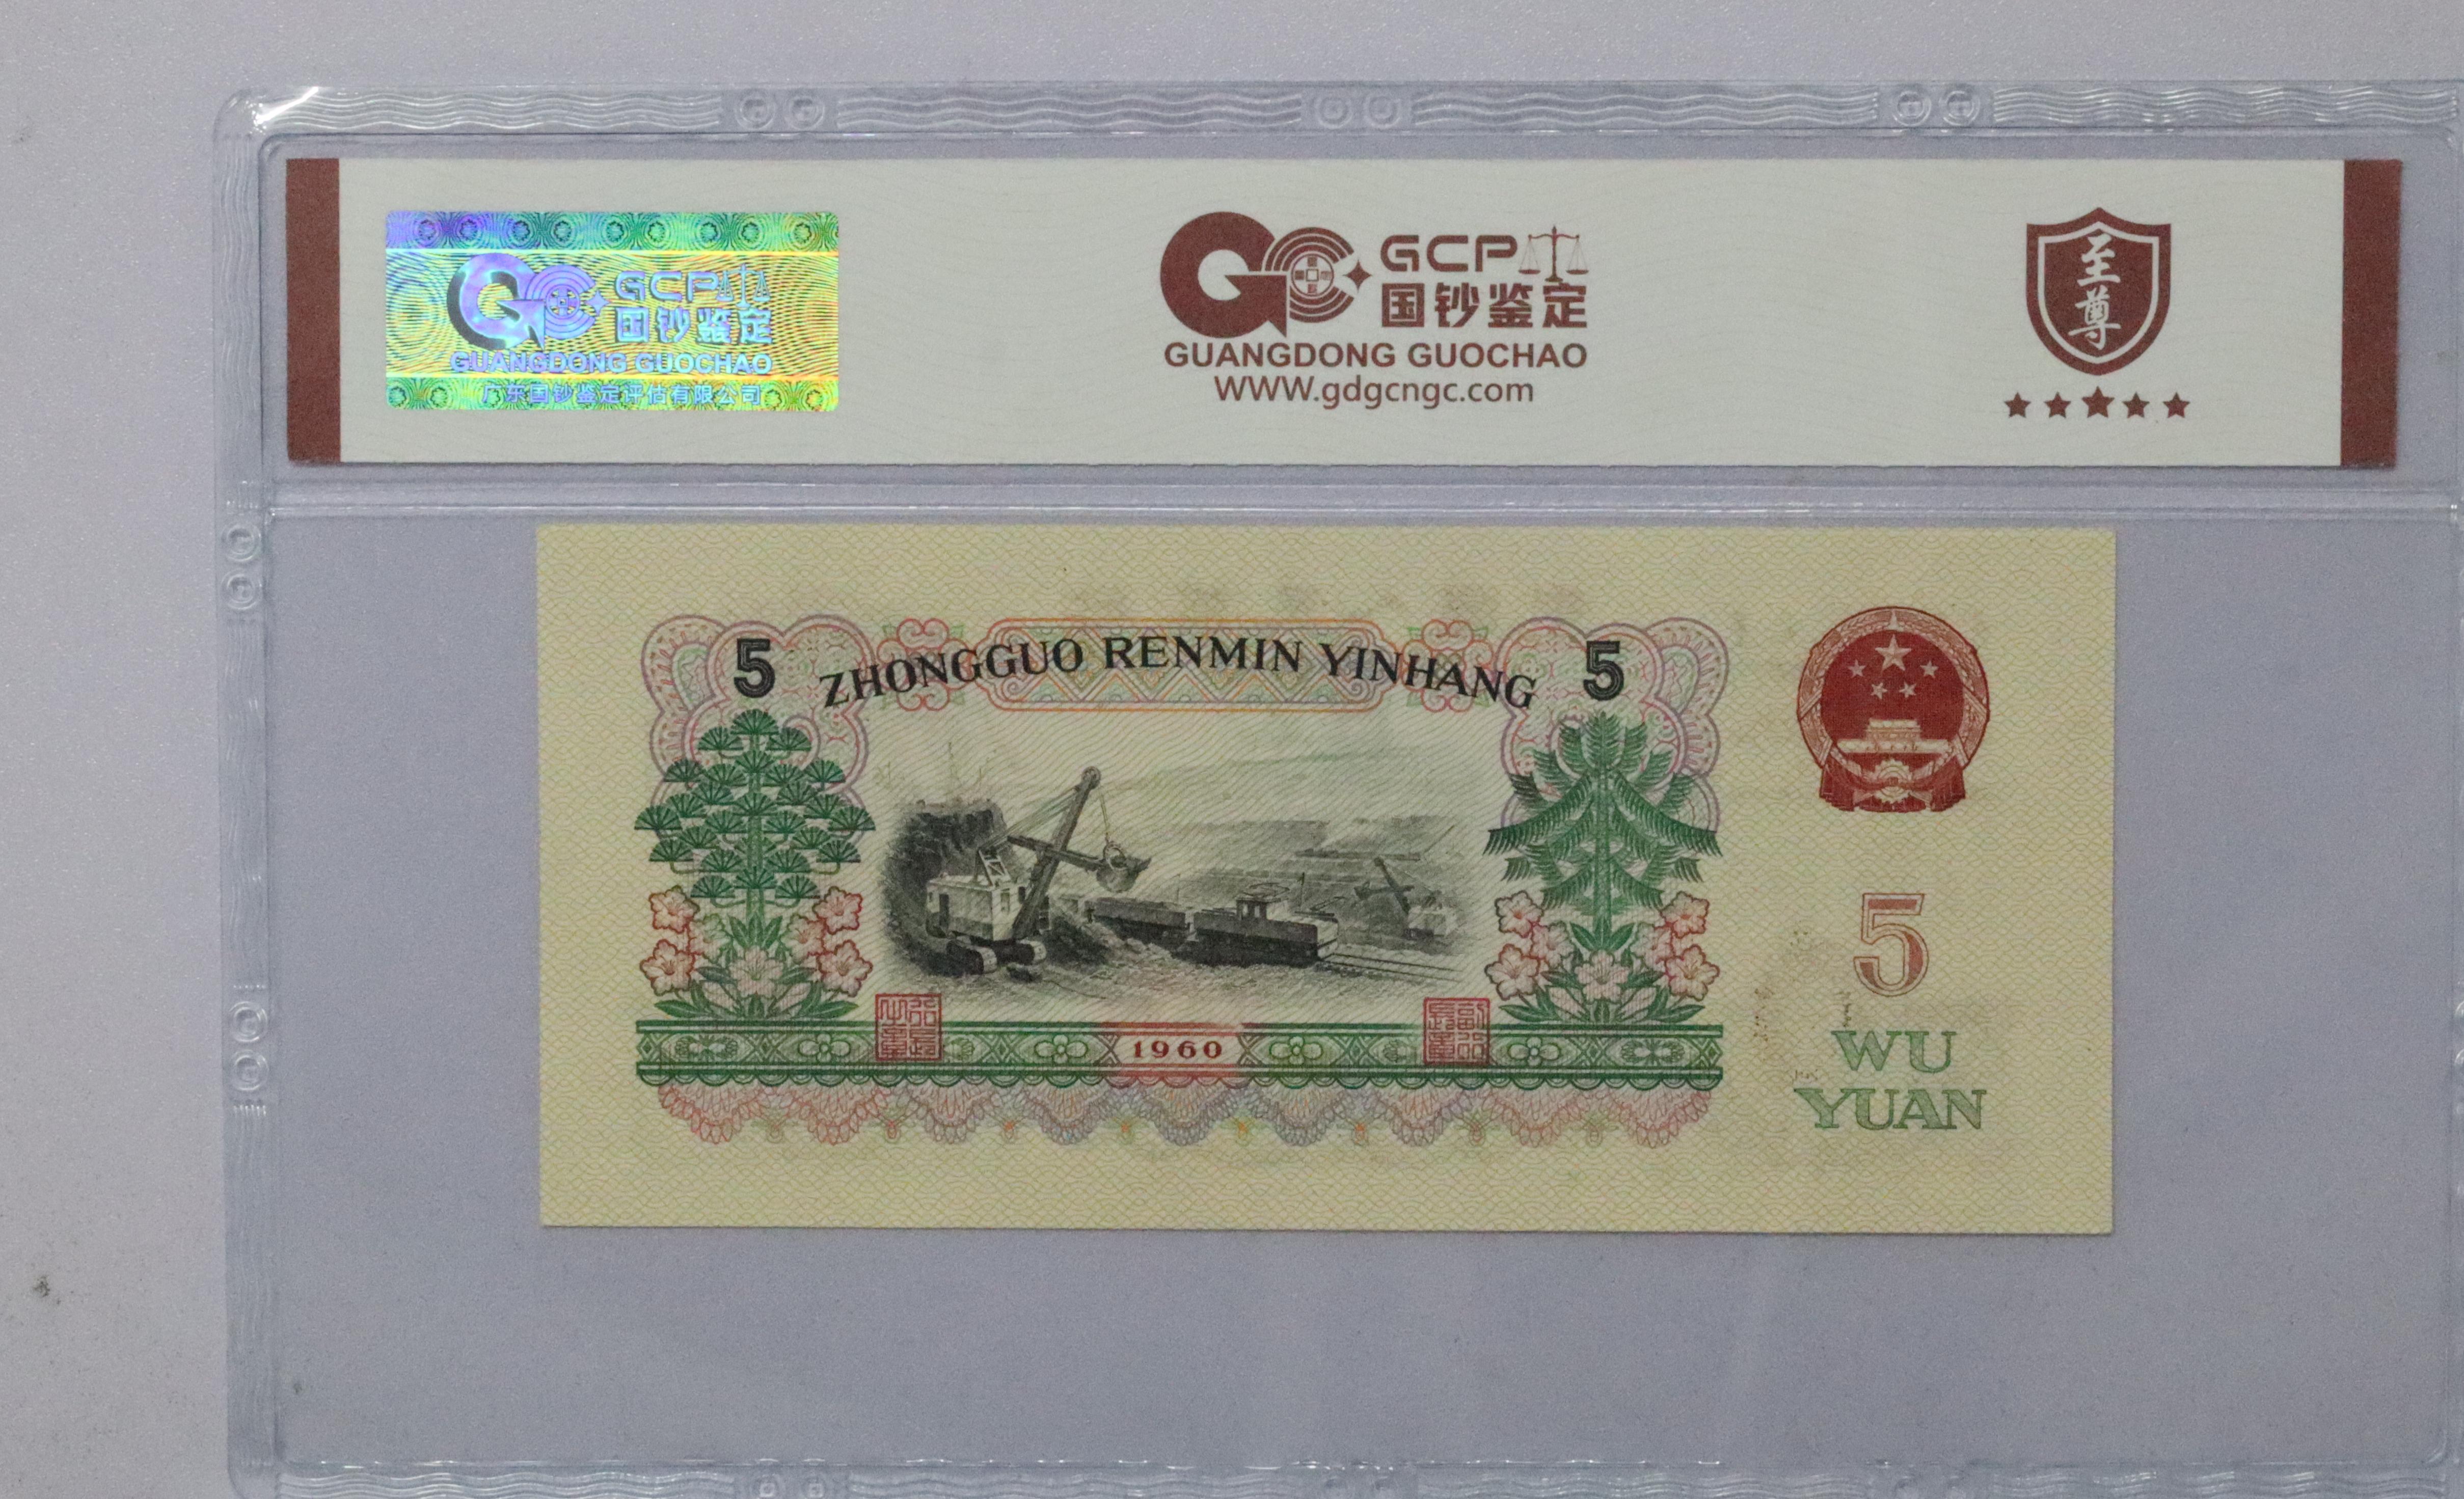 GCP
国钞鉴定
GUANGDONG GUOCHAO
广东国钞鉴定评估有限公司
GCP
国钞鉴定
GUANGDONG GUOCHAO
WWW.gdgcngc.com
至
尊
5 ZHONGGUO RENMIN YINHANG 5
1960
5
WU
YUAN